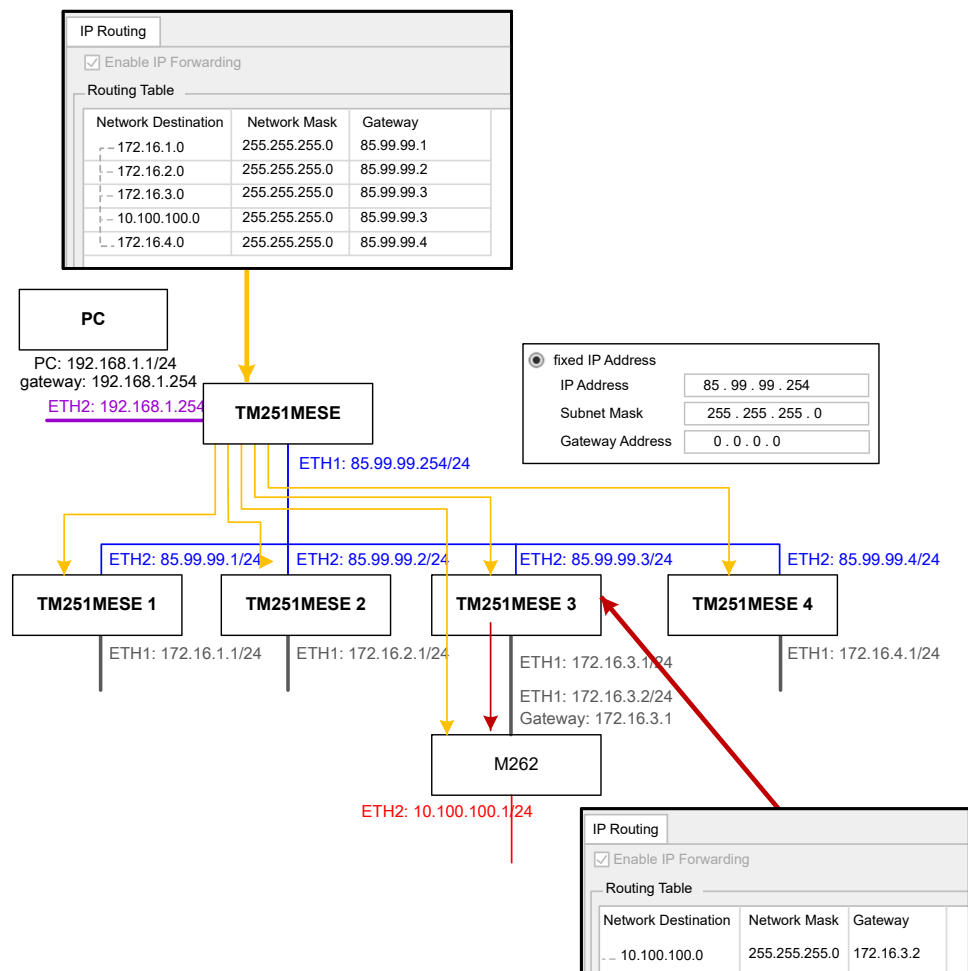 IP Routing
Enable IP Forwarding
Routing Table
Network Destination Network Mask Gateway
172.16.1.0 255.255.255.0 85.99.99.1
172.16.2.0 255.255.255.0 85.99.99.2
172.16.3.0 255.255.255.0 85.99.99.3
10.100.100.0 255.255.255.0 85.99.99.3
172.16.4.0 255.255.255.0 85.99.99.4
PC
PC: 192.168.1.1/24
gateway: 192.168.1.254
ETH2: 192.168.1.254
TM251MESE
ETH1: 85.99.99.254/24
fixed IP Address
IP Address 85 . 99 . 99 . 254
Subnet Mask 255 . 255 . 255 . 0
Gateway Address 0 . 0 . 0 . 0
ETH2: 85.99.99.1/24 ETH2: 85.99.99.2/24 ETH2: 85.99.99.3/24 ETH2: 85.99.99.4/24
TM251MESE 1 TM251MESE 2 TM251MESE 3 TM251MESE 4
ETH1: 172.16.1.1/24 ETH1: 172.16.2.1/24 ETH1: 172.16.3.1/24 ETH1: 172.16.4.1/24
ETH1: 172.16.3.2/24
Gateway: 172.16.3.1
M262
ETH2: 10.100.100.1/24
IP Routing
Enable IP Forwarding
Routing Table
Network Destination Network Mask Gateway
10.100.100.0 255.255.255.0 172.16.3.2